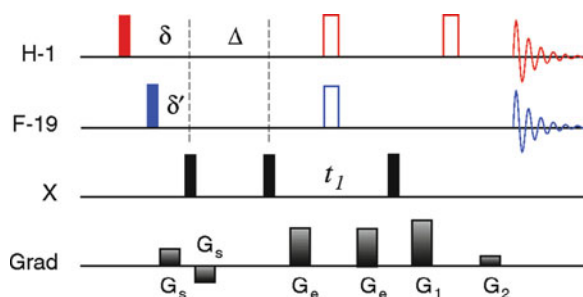 H-1 δ Δ
F-19 δ′
X t₁
Gₛ
Grad
Gₛ Gₑ Gₑ G₁ G₂